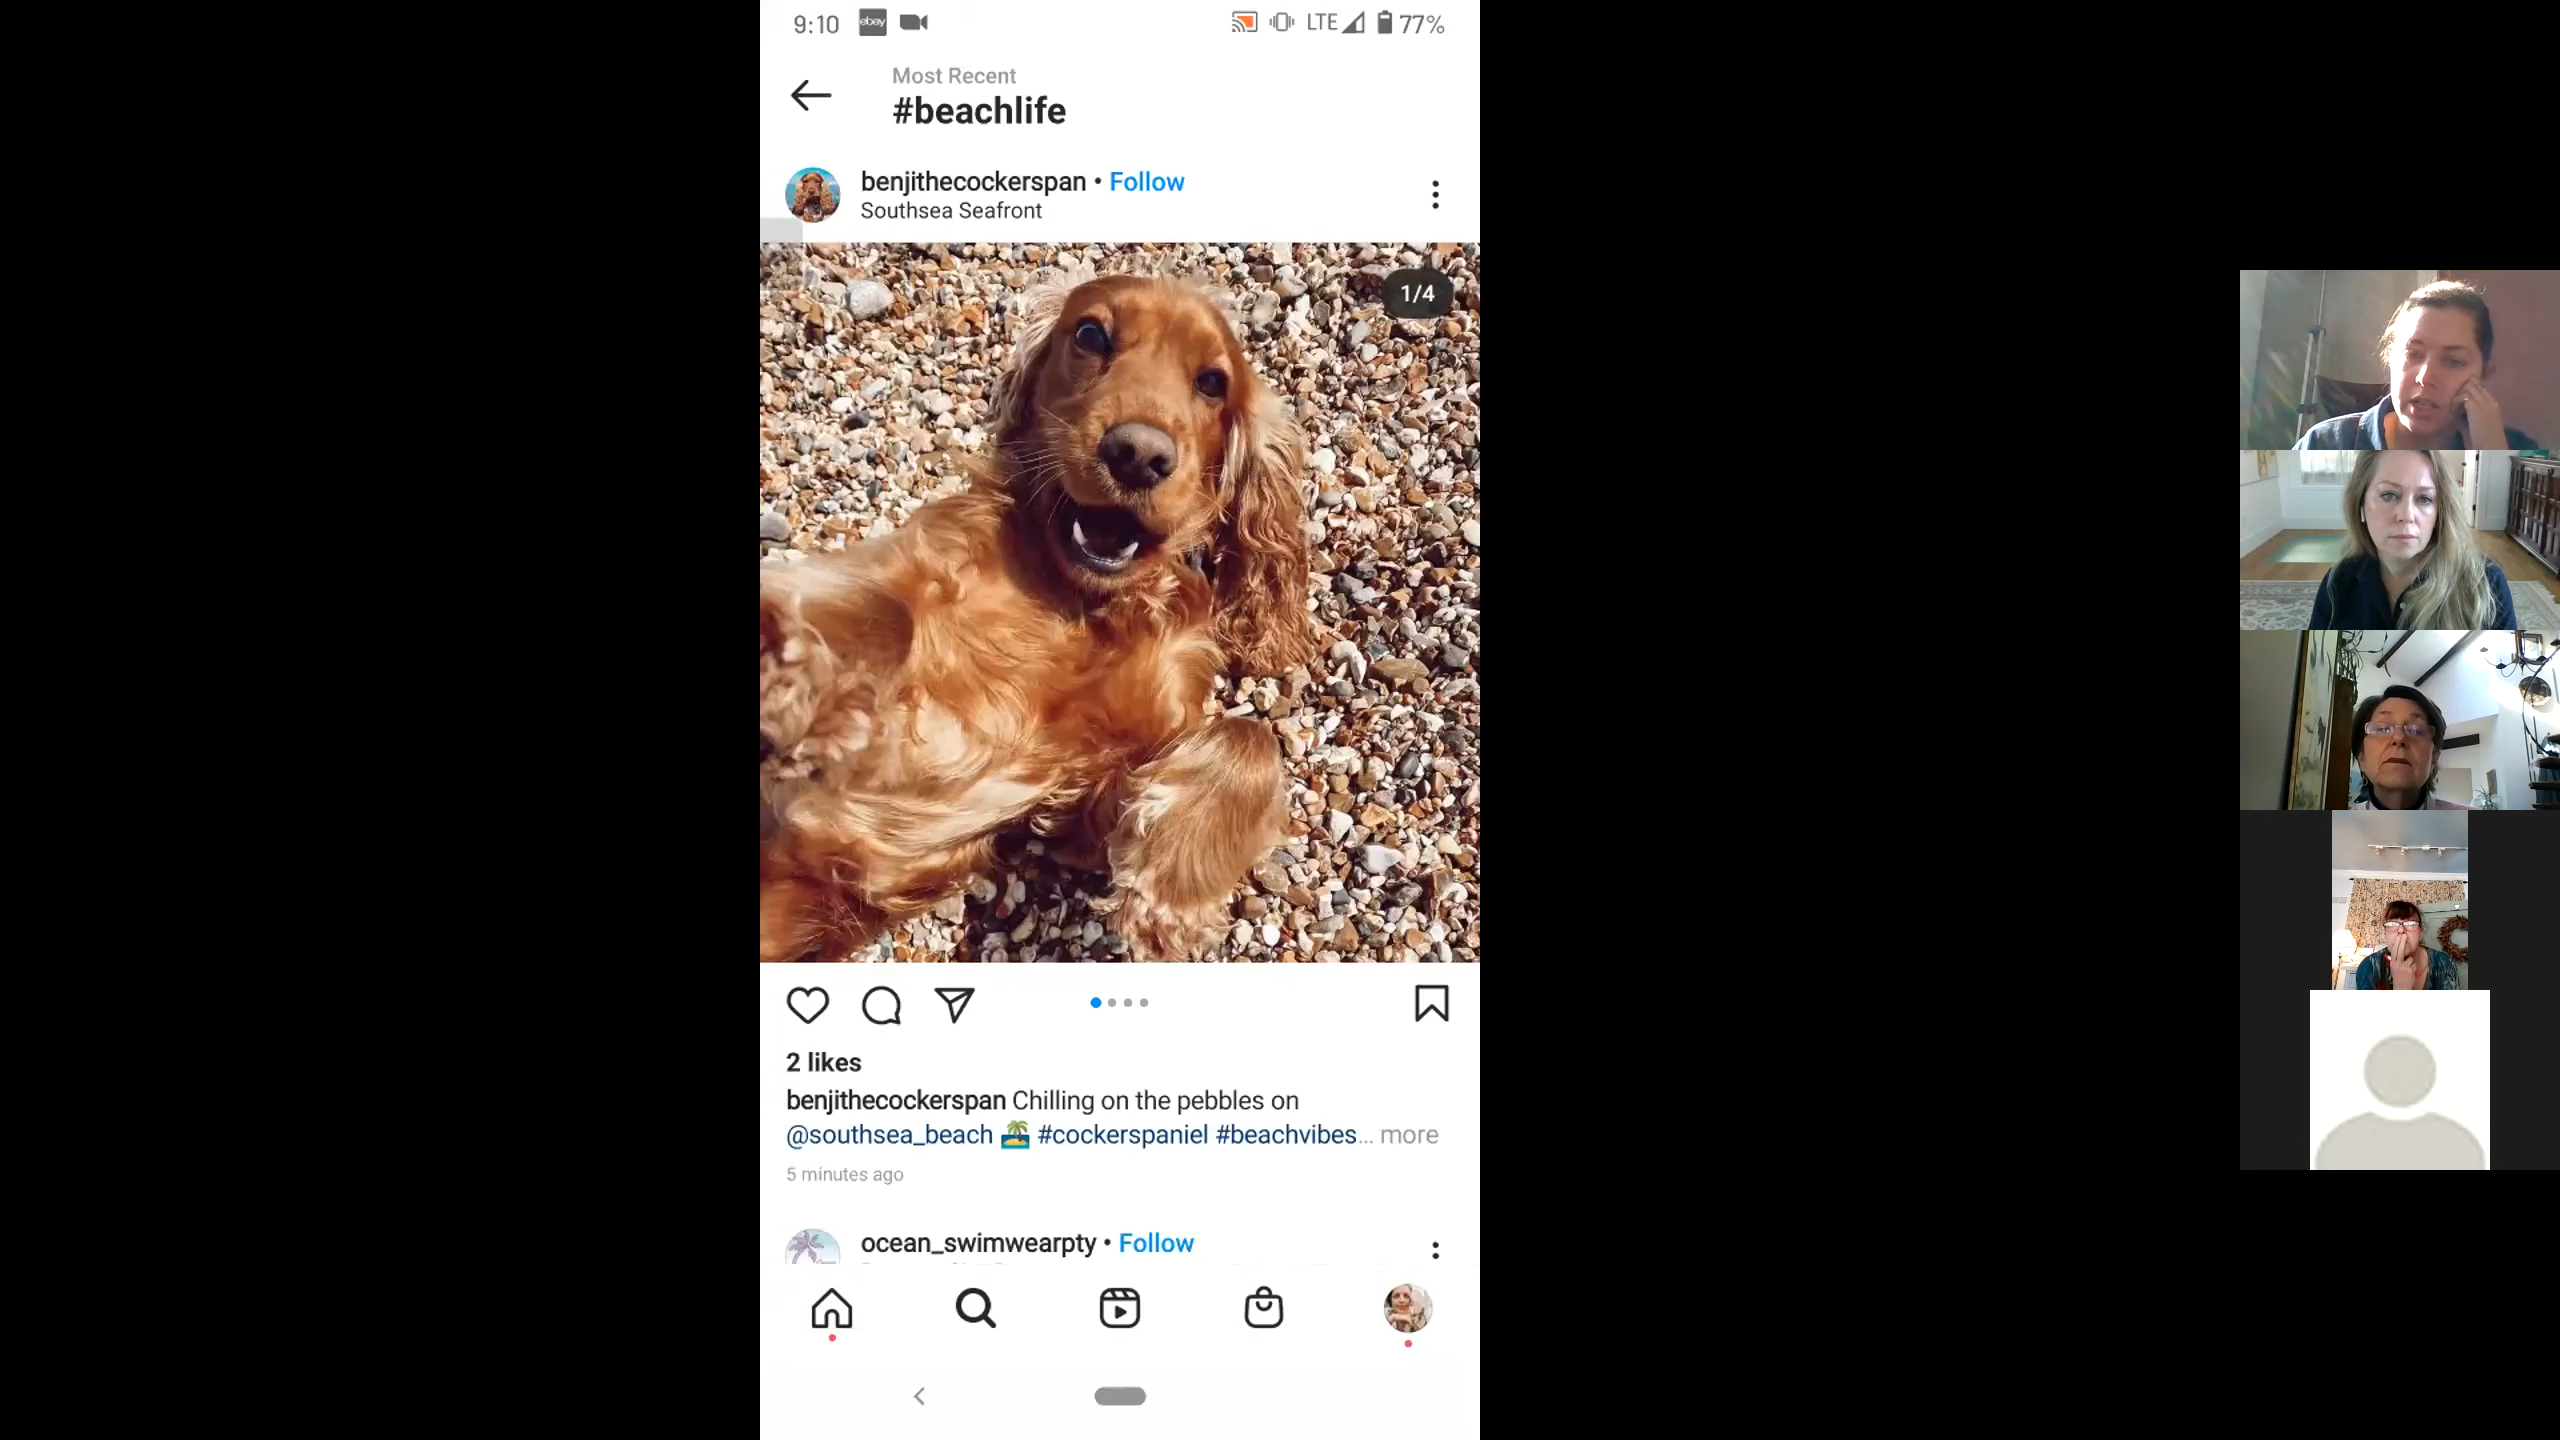 9:10 ebay LTE 77%
Most Recent
#beachlife
benjithecockerspan • Follow
Southsea Seafront
1/4
2 likes
benjithecockerspan Chilling on the pebbles on
@southsea_beach 🏝️ #cockerspaniel #beachvibes... more
5 minutes ago
ocean_swimwearpty • Follow